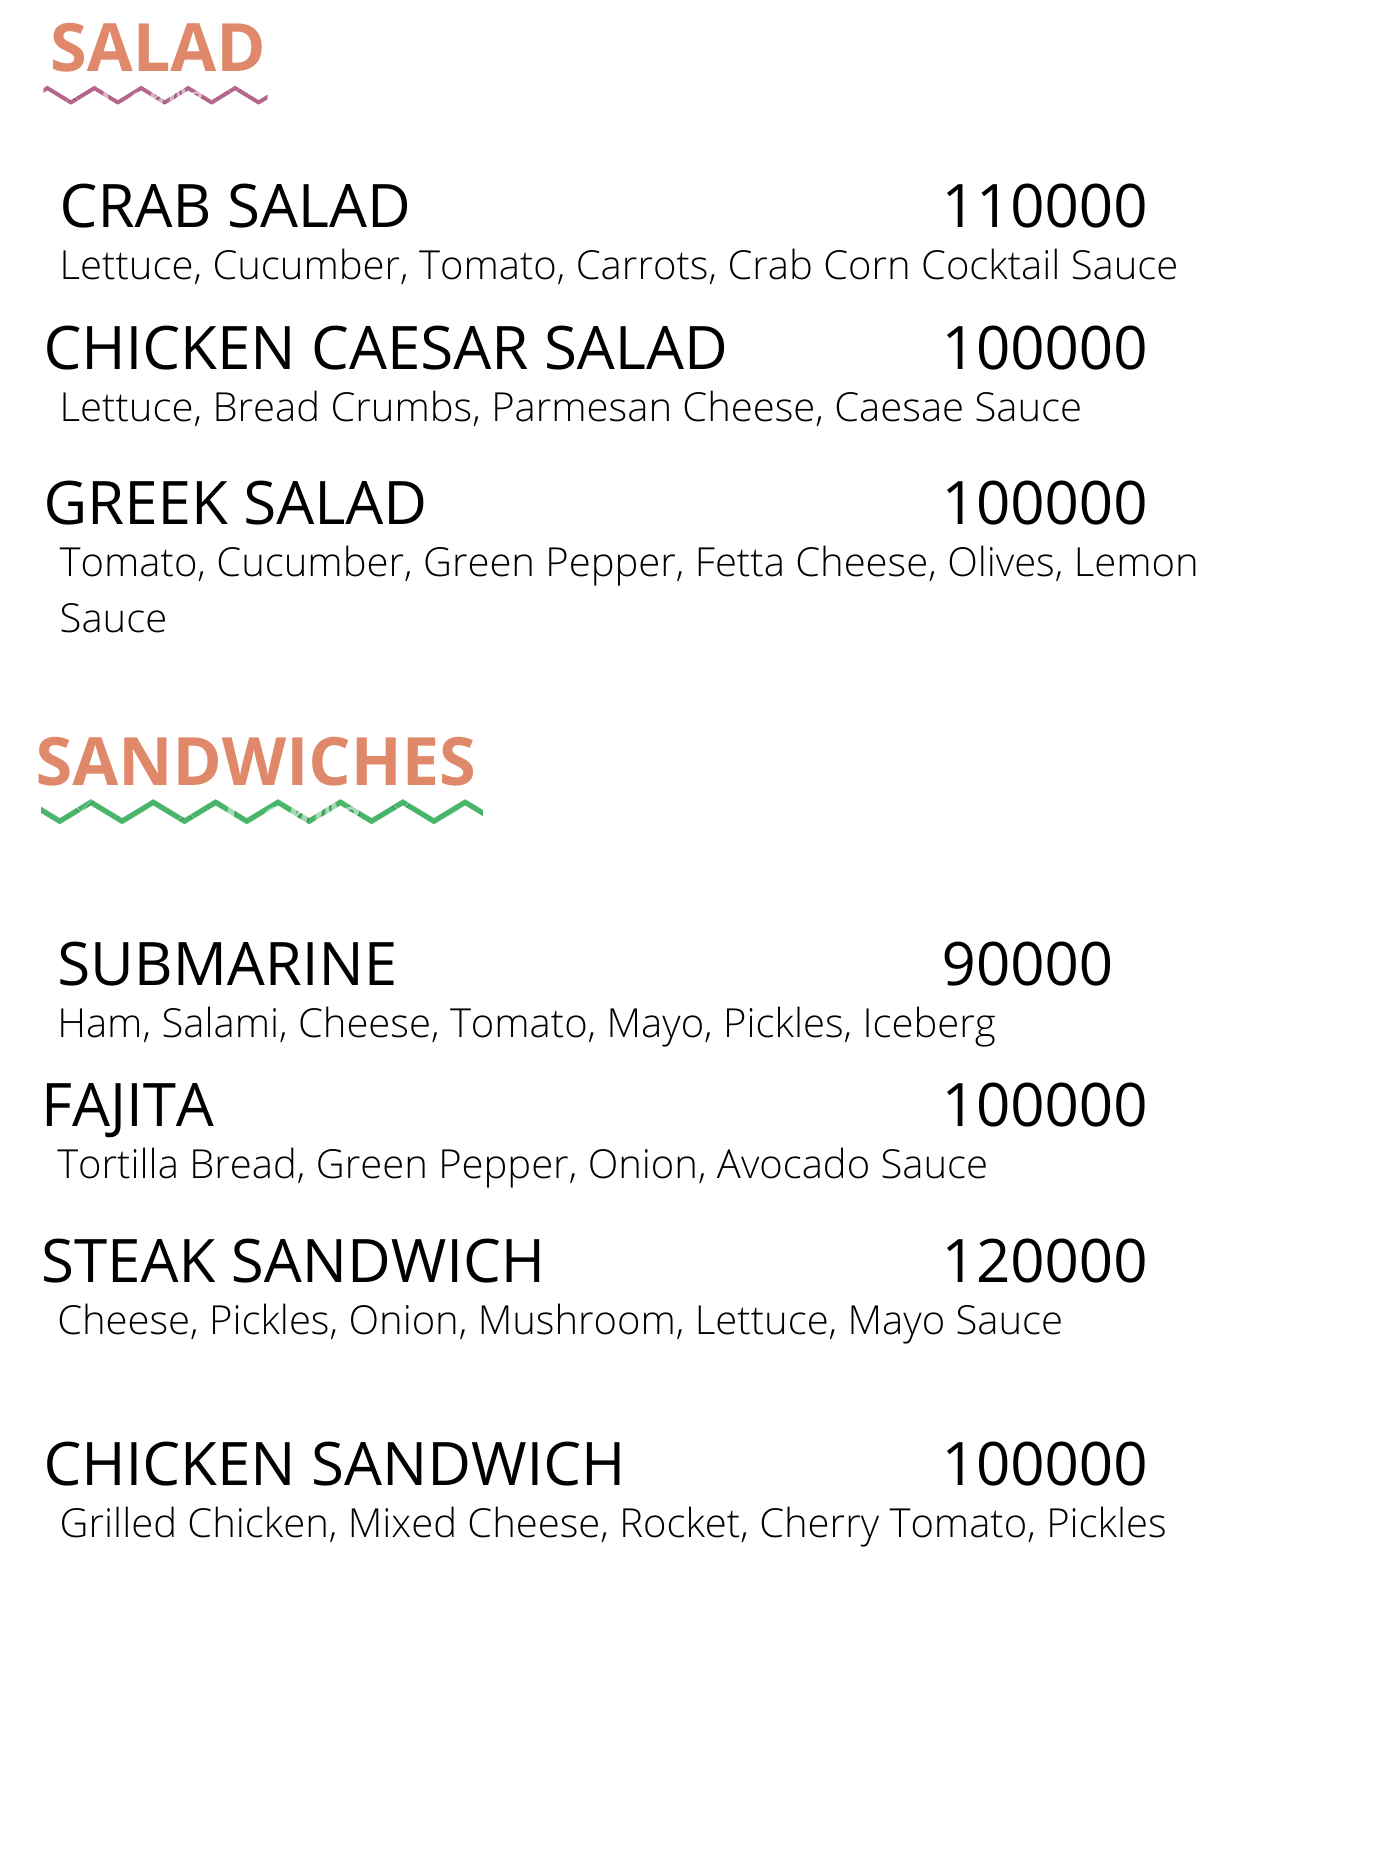 SALAD
CRAB SALAD 110000
Lettuce, Cucumber, Tomato, Carrots, Crab Corn Cocktail Sauce
CHICKEN CAESAR SALAD 100000
Lettuce, Bread Crumbs, Parmesan Cheese, Caesae Sauce
GREEK SALAD 100000
Tomato, Cucumber, Green Pepper, Fetta Cheese, Olives, Lemon
Sauce
SANDWICHES
SUBMARINE 90000
Ham, Salami, Cheese, Tomato, Mayo, Pickles, Iceberg
FAJITA 100000
Tortilla Bread, Green Pepper, Onion, Avocado Sauce
STEAK SANDWICH 120000
Cheese, Pickles, Onion, Mushroom, Lettuce, Mayo Sauce
CHICKEN SANDWICH 100000
Grilled Chicken, Mixed Cheese, Rocket, Cherry Tomato, Pickles